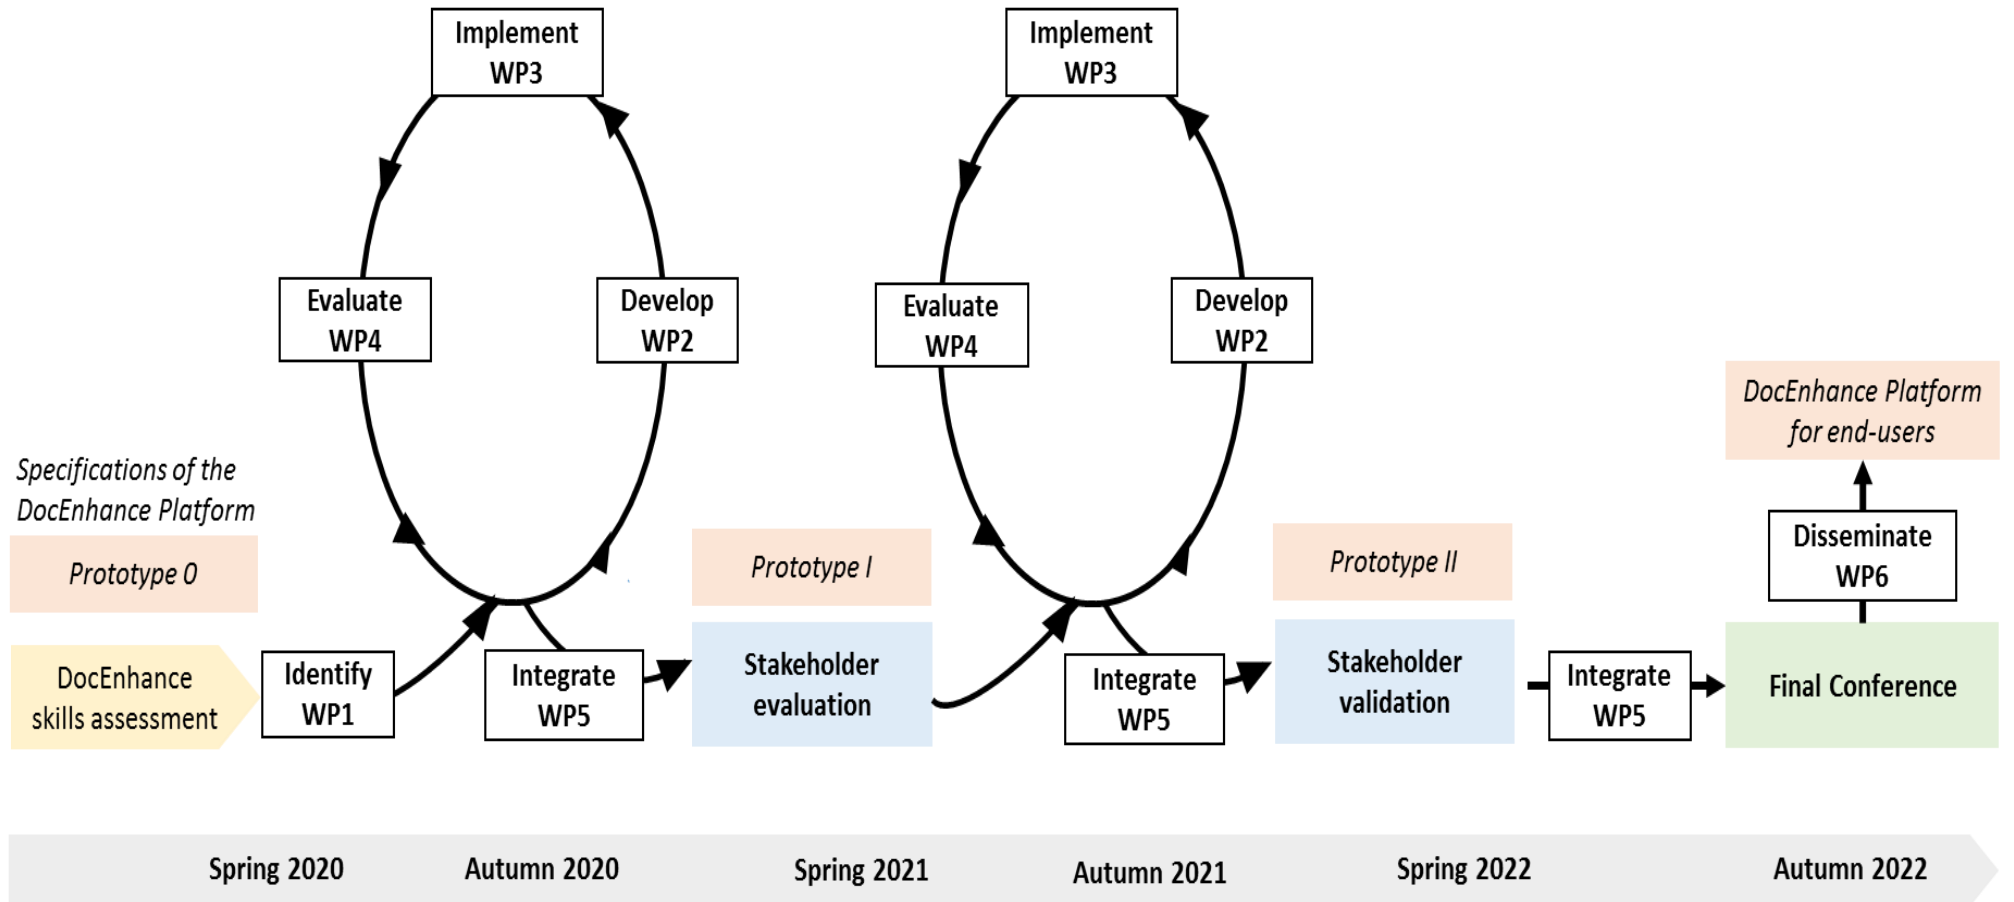 Implement
WP3
Implement
WP3
Evaluate
WP4
Develop
WP2
Evaluate
WP4
Develop
WP2
DocEnhance Platform
for end-users
Specifications of the
DocEnhance Platform
Prototype 0
Prototype I
Prototype II
Disseminate
WP6
DocEnhance
skills assessment
Identify
WP1
Integrate
WP5
Stakeholder
evaluation
Integrate
WP5
Stakeholder
validation
Integrate
WP5
Final Conference
Spring 2020
Autumn 2020
Spring 2021
Autumn 2021
Spring 2022
Autumn 2022